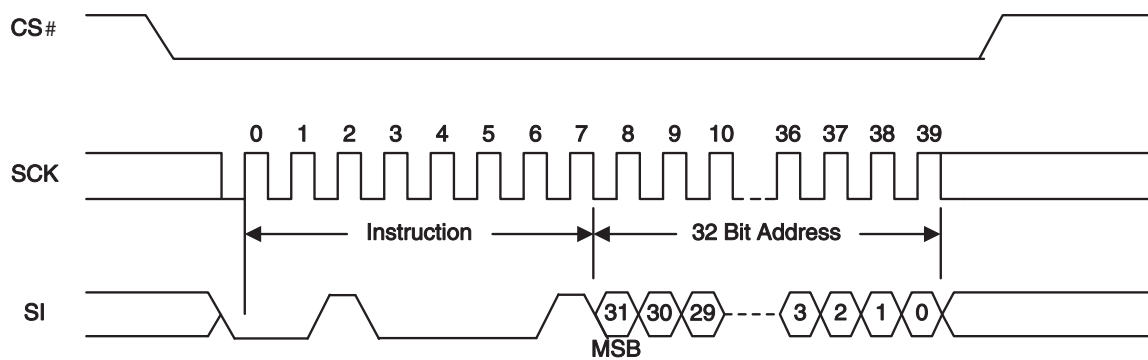 CS#
0 1 2 3 4 5 6 7 8 9 10 36 37 38 39
SCK
Instruction 32 Bit Address
SI 31 30 29 3 2 1 0
MSB